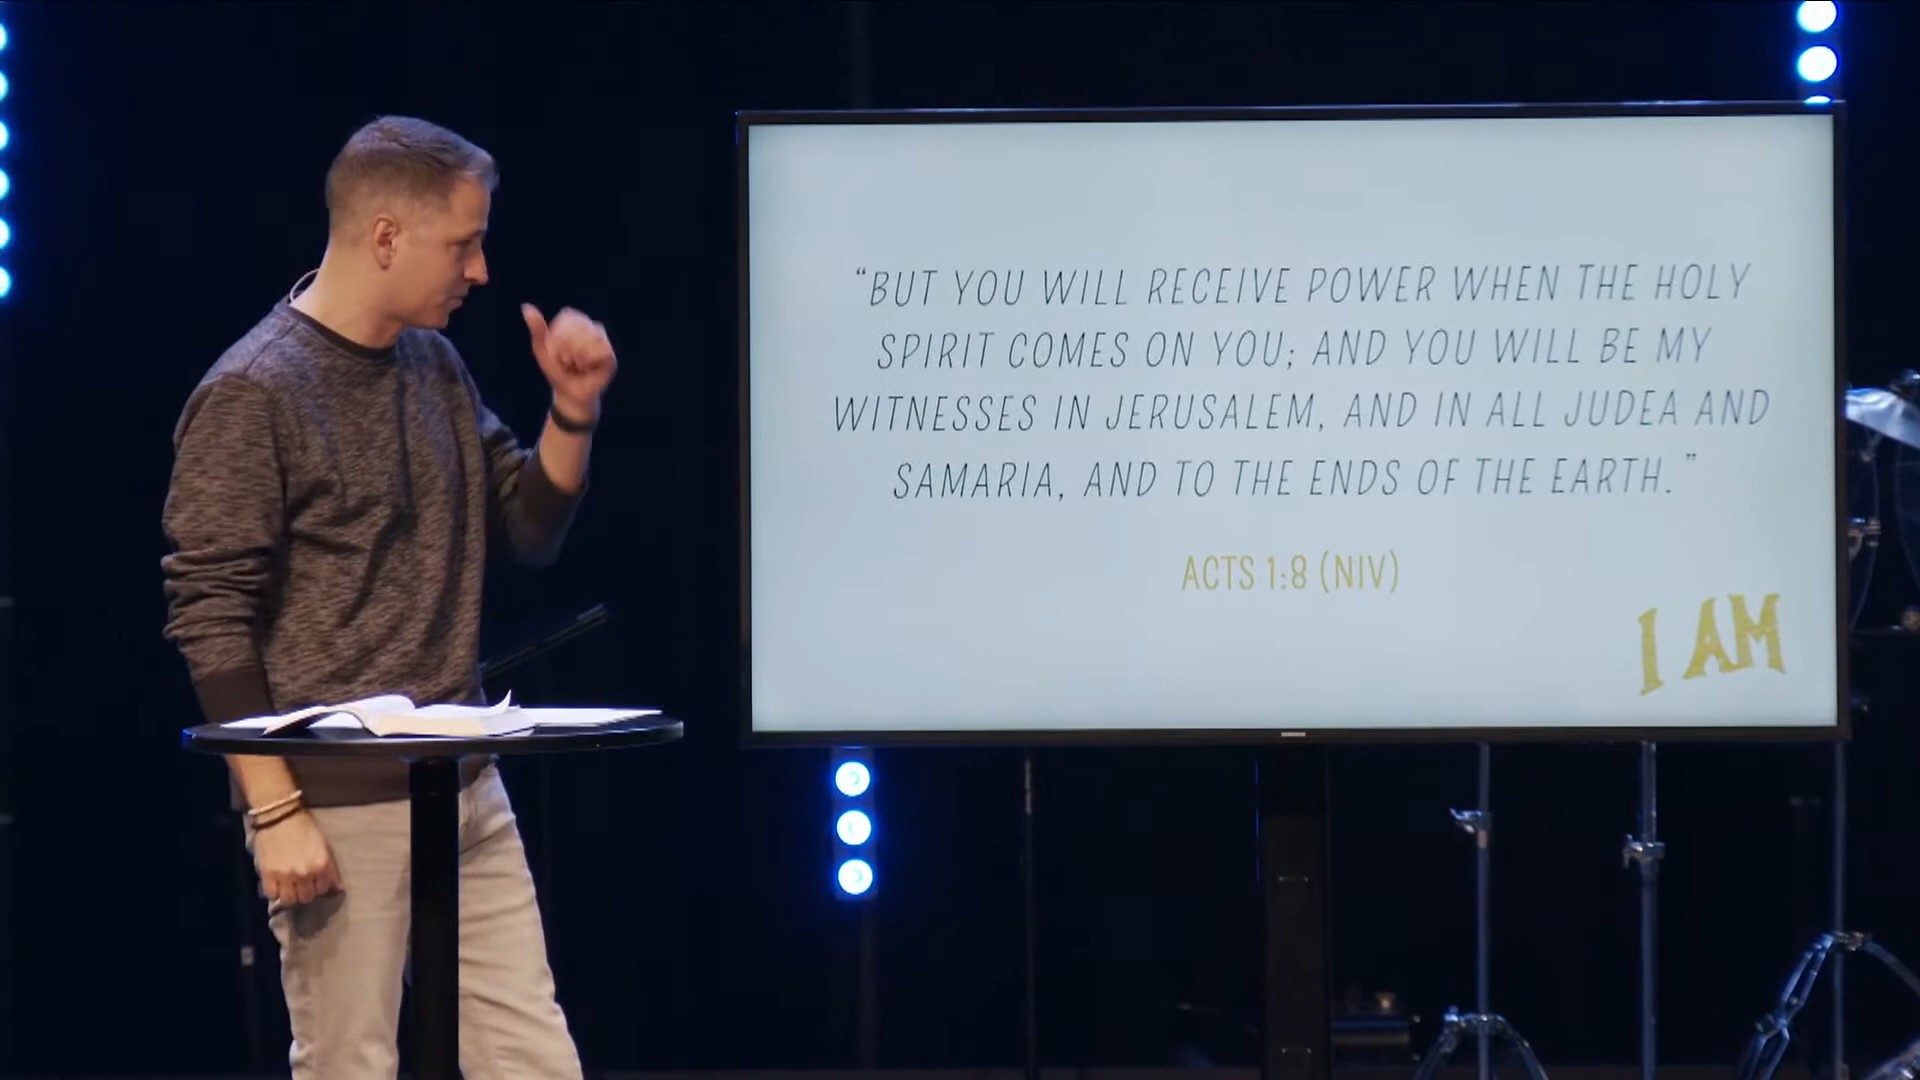 “BUT YOU WILL RECEIVE POWER WHEN THE HOLY
SPIRIT COMES ON YOU; AND YOU WILL BE MY
WITNESSES IN JERUSALEM, AND IN ALL JUDEA AND
SAMARIA, AND TO THE ENDS OF THE EARTH.”
ACTS 1:8 (NIV)
I AM